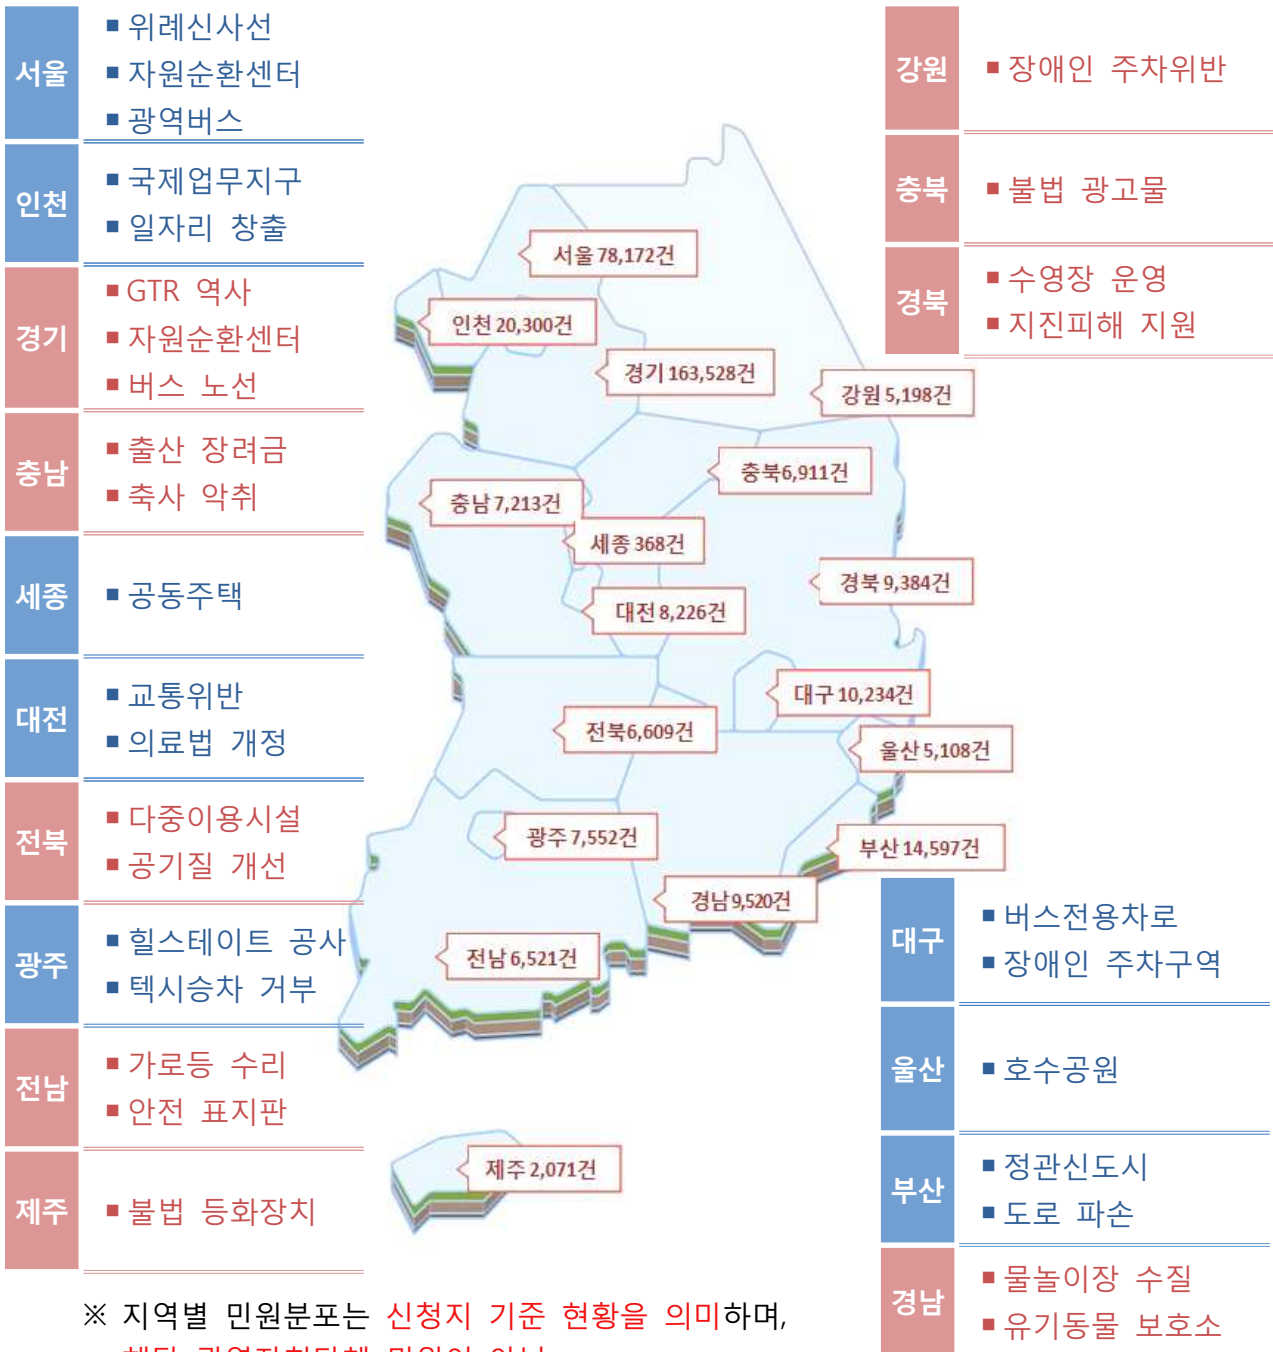 서울
■ 위례신사선
■ 자원순환센터
■ 광역버스
인천
■ 국제업무지구
■ 일자리 창출
경기
■ GTR 역사
■ 자원순환센터
■ 버스 노선
충남
■ 출산 장려금
■ 축사 악취
세종
■ 공동주택
대전
■ 교통위반
■ 의료법 개정
전북
■ 다중이용시설
■ 공기질 개선
광주
■ 힐스테이트 공사
■ 텍시승차 거부
전남
■ 가로등 수리
■ 안전 표지판
제주
■ 불법 등화장치
강원
■ 장애인 주차위반
충북
■ 불법 광고물
경북
■ 수영장 운영
■ 지진피해 지원
서울 78,172건
인천 20,300건
경기 163,528건
강원 5,198건
충북6,911건
충남 7,213건
세종 368건
경북 9,384건
대전 8,226건
대구 10,234건
전북6,609건
울산 5,108건
광주 7,552건
부산 14,597건
경남9,520건
전남 6,521건
제주 2,071건
대구
■ 버스전용차로
■ 장애인 주차구역
울산
■ 호수공원
부산
■ 정관신도시
■ 도로 파손
경남
■ 물놀이장 수질
■ 유기동물 보호소
※ 지역별 민원분포는 신청지 기준 현황을 의미하며,